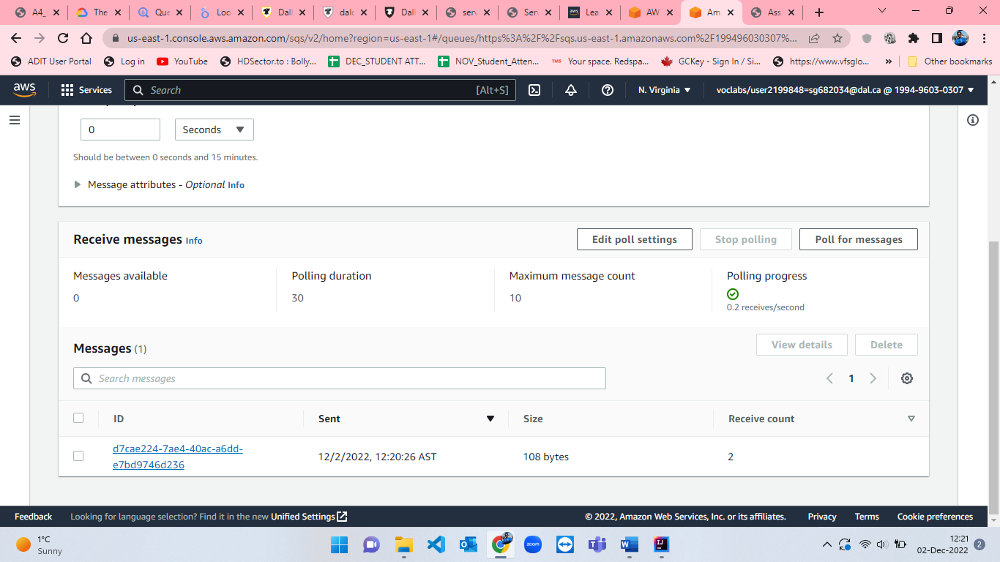 A4_
The
Que
Loo
Dall
dalo
Dall
serv
Serv
Lea
AW
Am
Ass
us-east-1.console.aws.amazon.com/sqs/v2/home?region=us-east-1#/queues/https%3A%2F%2Fsqs.us-east-1.amazonaws.com%2F199496030307%...
ADIT User Portal
Log in
YouTube
HDSector.to : Bolly...
DEC_STUDENT ATT...
NOV_Student_Atten...
Your space. Redspa...
GCKey - Sign In / Si...
https://www.vfsglo...
»
Other bookmarks
aws
Services
Search
[Alt+S]
N. Virginia
voclabs/user2199848=sg682034@dal.ca @ 1994-9603-0307
0
Seconds
Should be between 0 seconds and 15 minutes.
Message attributes - Optional Info
Receive messages Info
Edit poll settings
Stop polling
Poll for messages
Messages available
Polling duration
Maximum message count
Polling progress
0
30
10
0.2 receives/second
Messages (1)
View details
Delete
Search messages
1
ID
Sent
Size
Receive count
d7cae224-7ae4-40ac-a6dd-
e7bd9746d236
12/2/2022, 12:20:26 AST
108 bytes
2
Feedback
Looking for language selection? Find it in the new Unified Settings
© 2022, Amazon Web Services, Inc. or its affiliates.
Privacy
Terms
Cookie preferences
1°C
Sunny
zoom
12:21
02-Dec-2022
2